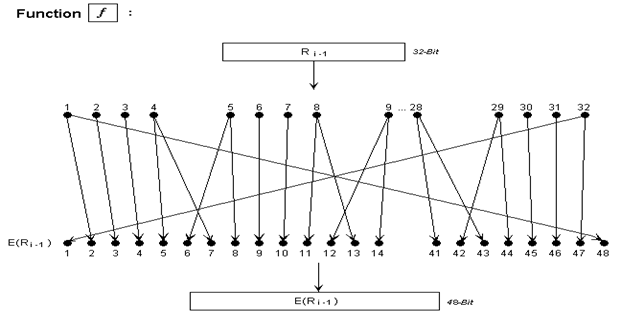 Function f :
R i-1 32-Bit
1 2 3 4 5 6 7 8 9 ... 28 29 30 31 32
E(R i-1 )
1 2 3 4 5 6 7 8 9 10 11 12 13 14 41 42 43 44 45 46 47 48
E(R i-1 ) 48-Bit